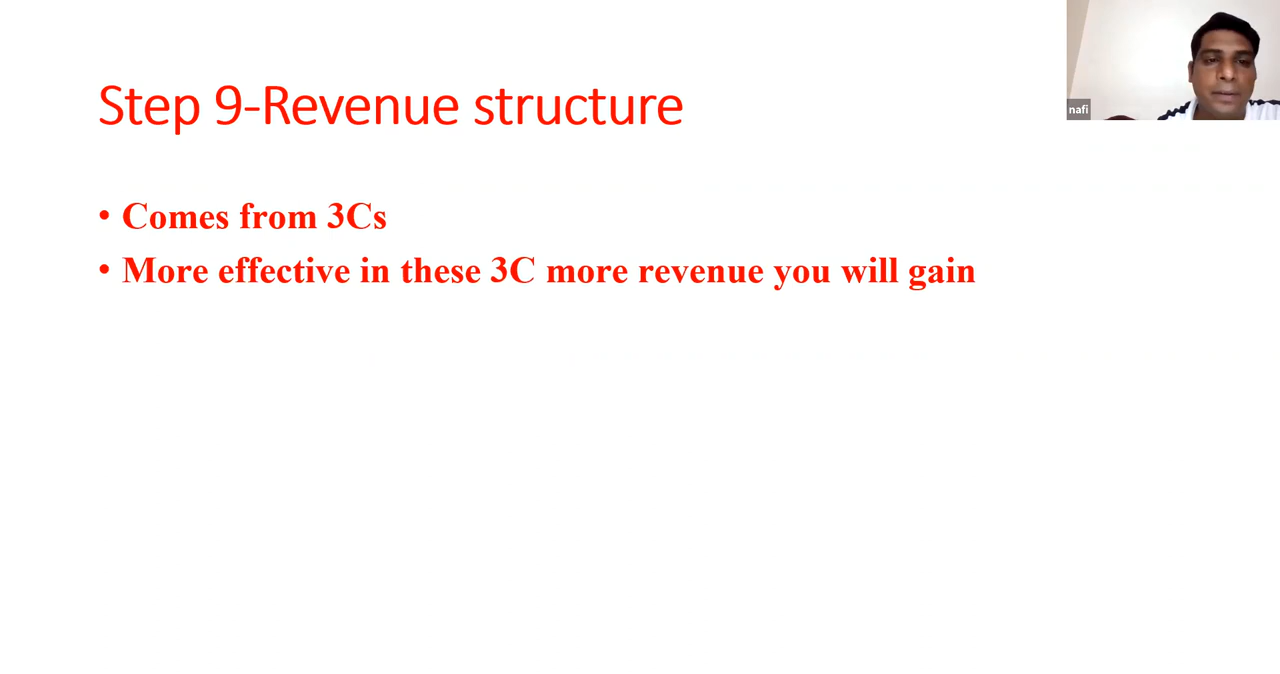 Step 9-Revenue structure
nafi
• Comes from 3Cs
• More effective in these 3C more revenue you will gain